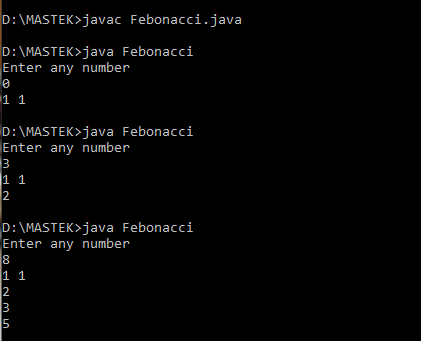 D:\MASTEK>javac Febonacci.java
D:\MASTEK>java Febonacci
Enter any number
0
1 1
D:\MASTEK>java Febonacci
Enter any number
3
1 1
2
D:\MASTEK>java Febonacci
Enter any number
8
1 1
2
3
5